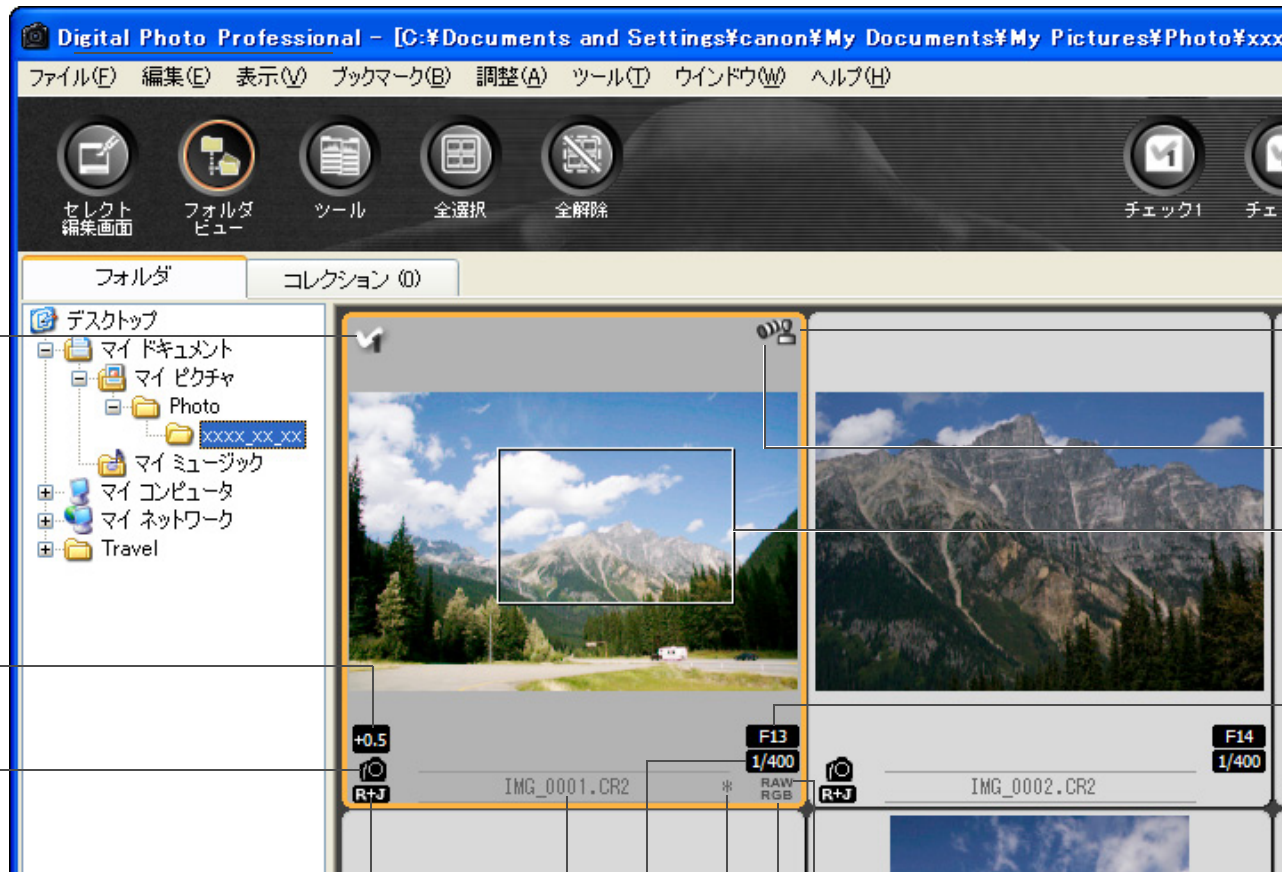 Digital Photo Professional - [C:¥Documents and Settings¥canon¥My Documents¥My Pictures¥Photo¥xxx
ファイル(F) 編集(E) 表示(V) ブックマーク(B) 調整(A) ツール(T) ウインドウ(W) ヘルプ(H)
セレクト
編集画面
フォルダ
ビュー
ツール
全選択
全解除
チェック1
チェ
フォルダ
コレクション (0)
デスクトップ
マイ ドキュメント
マイ ピクチャ
Photo
xxxx_xx_xx
マイ ミュージック
マイ コンピュータ
マイ ネットワーク
Travel
1
+0.5
F13
1/400
R+J
IMG_0001.CR2
*
RAW
RGB
F14
1/400
R+J
IMG_0002.CR2